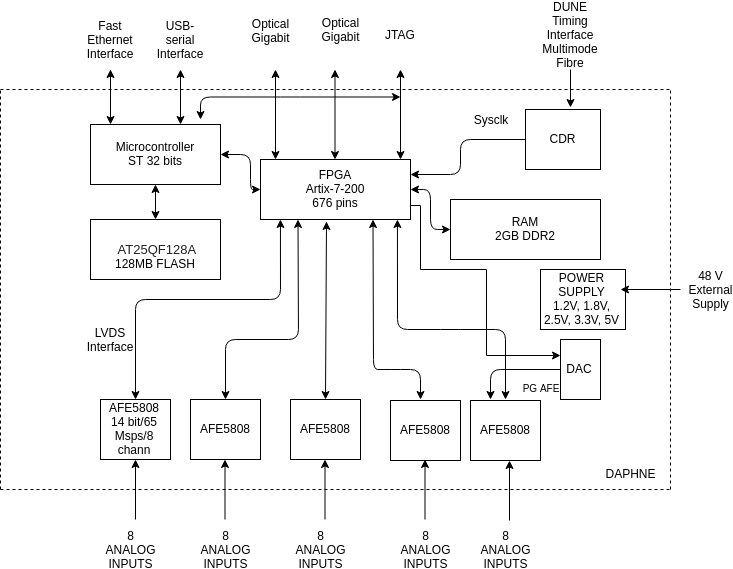 Fast
Ethernet
Interface
USB-
serial
Interface
Optical
Gigabit
Optical
Gigabit
JTAG
DUNE
Timing
Interface
Multimode
Fibre
Sysclk
CDR
Microcontroller
ST 32 bits
FPGA
Artix-7-200
676 pins
RAM
2GB DDR2
AT25QF128A
128MB FLASH
POWER
SUPPLY
1.2V, 1.8V,
2.5V, 3.3V, 5V
48 V
External
Supply
LVDS
Interface
DAC
PG AFE
AFE5808
14 bit/65
Msps/8
chann
AFE5808
AFE5808
AFE5808
AFE5808
DAPHNE
8
ANALOG
INPUTS
8
ANALOG
INPUTS
8
ANALOG
INPUTS
8
ANALOG
INPUTS
8
ANALOG
INPUTS